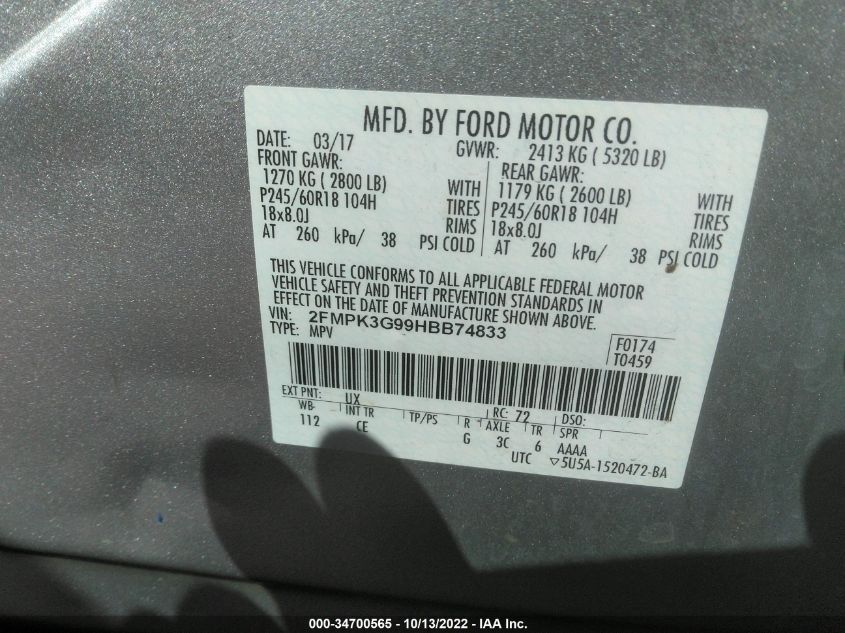 MFD. BY FORD MOTOR CO.
DATE: 03/17 GVWR: 2413 KG ( 5320 LB)
FRONT GAWR: REAR GAWR:
1270 KG ( 2800 LB) WITH 1179 KG ( 2600 LB) WITH
P245/60R18 104H TIRES P245/60R18 104H TIRES
18x8.0J RIMS 18x8.0J RIMS
AT 260 kPa/ 38 PSI COLD AT 260 kPa/ 38 PSI COLD
THIS VEHICLE CONFORMS TO ALL APPLICABLE FEDERAL MOTOR
VEHICLE SAFETY AND THEFT PREVENTION STANDARDS IN
EFFECT ON THE DATE OF MANUFACTURE SHOWN ABOVE.
VIN: 2FMPK3G99HBB74833
TYPE: MPV
F0174
T0459
EXT PNT: UX RC: 72 DSO:
WB INT TR TP/PS R AXLE TR SPR
112 CE G 3C 6 AAAA
UTC ▽5U5A-1520472-BA
000-34700565 - 10/13/2022 - IAA Inc.